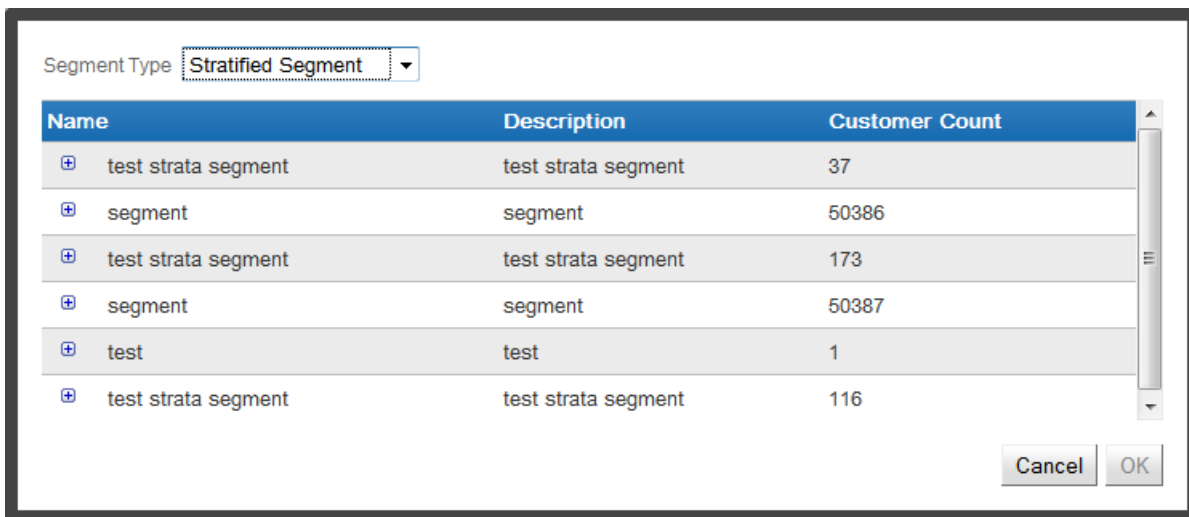 Segment Type Stratified Segment
Name Description Customer Count
test strata segment test strata segment 37
segment segment 50386
test strata segment test strata segment 173
segment segment 50387
test test 1
test strata segment test strata segment 116
Cancel OK